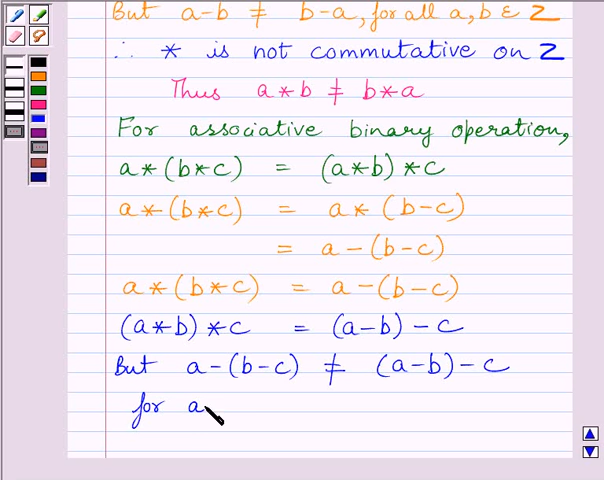 But a-b ≠ b-a, for all a, b ε Z
∴ * is not commutative on Z
Thus a*b ≠ b*a
For associative binary operation,
a*(b*c) = (a*b)*c
a*(b*c) = a*(b-c)
= a-(b-c)
a*(b*c) = a-(b-c)
(a*b)*c = (a-b)-c
But a-(b-c) ≠ (a-b)-c
for a